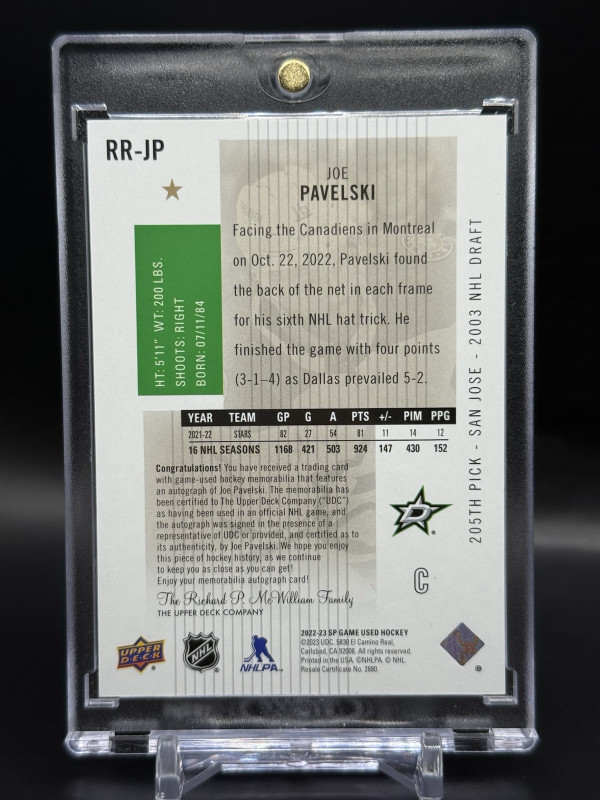 RR-JP
JOE
PAVELSKI
Facing the Canadiens in Montreal
on Oct. 22, 2022, Pavelski found
the back of the net in each frame
for his sixth NHL hat trick. He
finished the game with four points
(3-1-4) as Dallas prevailed 5-2.
HT: 5'11" WT: 200 LBS.
SHOOTS: RIGHT
BORN: 07/11/84
205TH PICK - SAN JOSE - 2003 NHL DRAFT
YEAR TEAM GP G A PTS +/- PIM PPG
2021-22 STARS 82 27 54 81 11 14 12
16 NHL SEASONS 1168 421 503 924 147 430 152
Congratulations! You have received a trading card
with game-used hockey memorabilia that features
an autograph of Joe Pavelski. The memorabilia has
been certified to The Upper Deck Company ("UDC")
as having been used in an official NHL game, and
the autograph was signed in the presence of a
representative of UDC or provided, and certified as to
its authenticity, by Joe Pavelski. We hope you enjoy
this piece of hockey history, as we continue
to keep you as close as you can get!
Enjoy your memorabilia autograph card!
The Richard P. McWilliam Family
THE UPPER DECK COMPANY
D
C
UPPER DECK
NHL
NHLPA
2022-23 SP GAME USED HOCKEY
©2023 UDC. 5830 El Camino Real,
Carlsbad, CA 92008. All rights reserved.
Printed in the USA. ©NHLPA. © NHL.
Resale Certificate No. 2880.